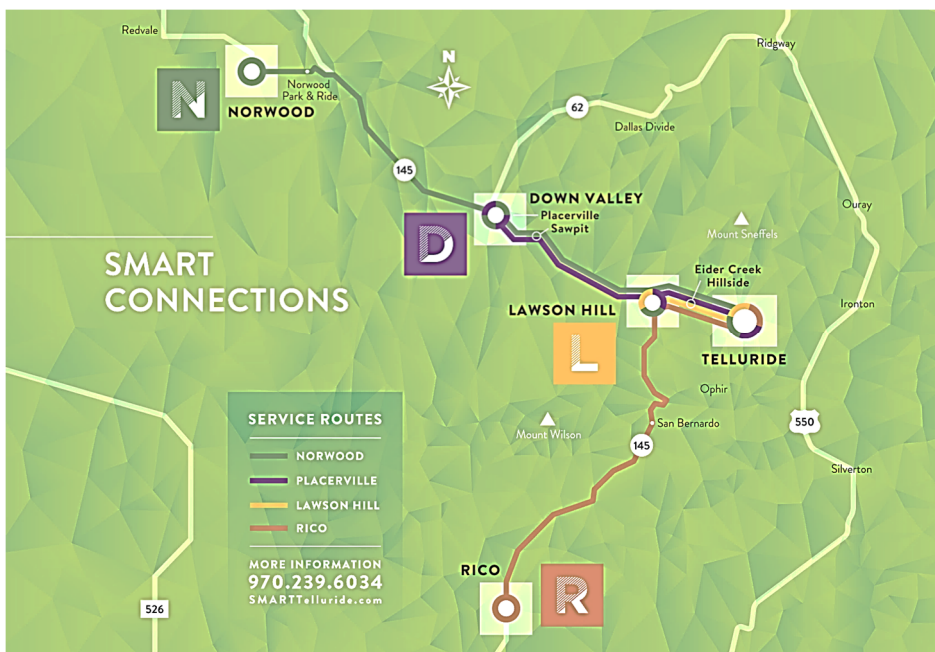 Redvale
Norwood
Park & Ride
N
NORWOOD
N
145
62
Dallas Divide
Ridgway
DOWN VALLEY
Placerville
Sawpit
D
Mount Sneffels
Ouray
SMART
CONNECTIONS
Eider Creek
Hillside
LAWSON HILL
L
TELLURIDE
Ironton
Ophir
San Bernardo
Mount Wilson
145
550
Silverton
SERVICE ROUTES
NORWOOD
PLACERVILLE
LAWSON HILL
RICO
MORE INFORMATION
970.239.6034
SMARTTelluride.com
RICO
R
526